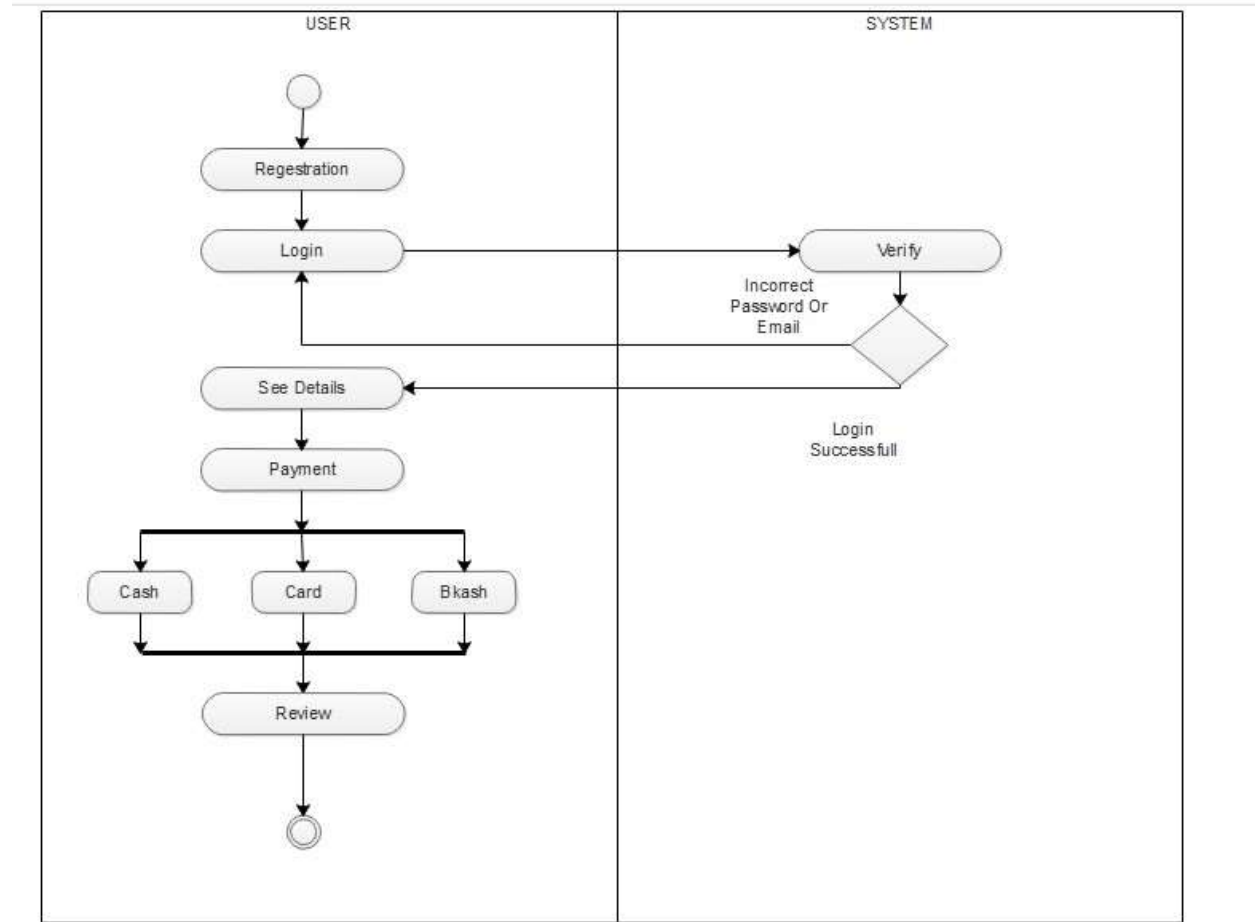 USER
SYSTEM
Regestration
Login
Verify
Incorrect
Password Or
Email
See Details
Login
Successfull
Payment
Cash
Card
Bkash
Review